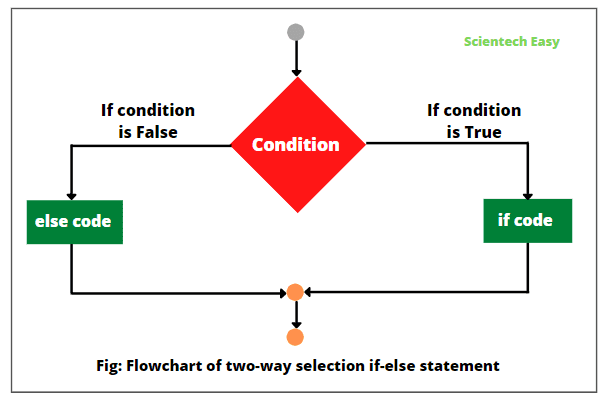 Scientech Easy
If condition
is False
If condition
is True
Condition
else code
if code
Fig: Flowchart of two-way selection if-else statement